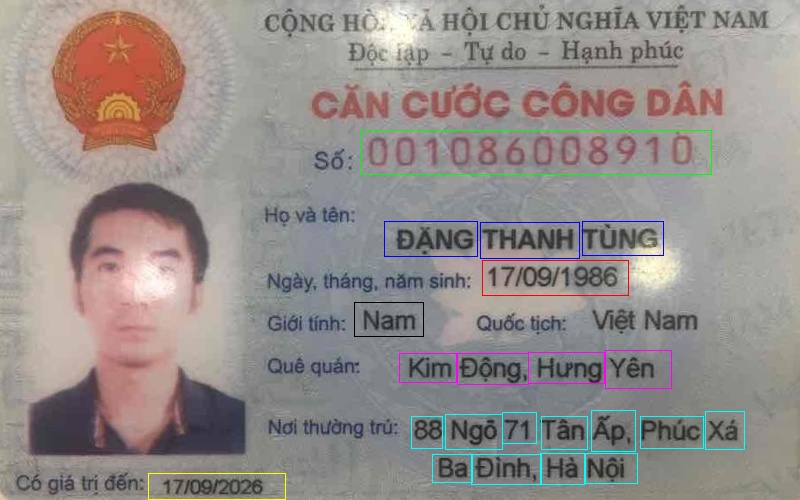 CỘNG HÒA XÃ HỘI CHỦ NGHĨA VIỆT NAM
Độc lập - Tự do - Hạnh phúc
CĂN CƯỚC CÔNG DÂN
Số: 001086008910
Họ và tên:
ĐẶNG THANH TÙNG
Ngày, tháng, năm sinh: 17/09/1986
Giới tính: Nam Quốc tịch: Việt Nam
Quê quán: Kim Động, Hưng Yên
Nơi thường trú: 88 Ngõ 71 Tân Ấp, Phúc Xá
Ba Đình, Hà Nội
Có giá trị đến: 17/09/2026